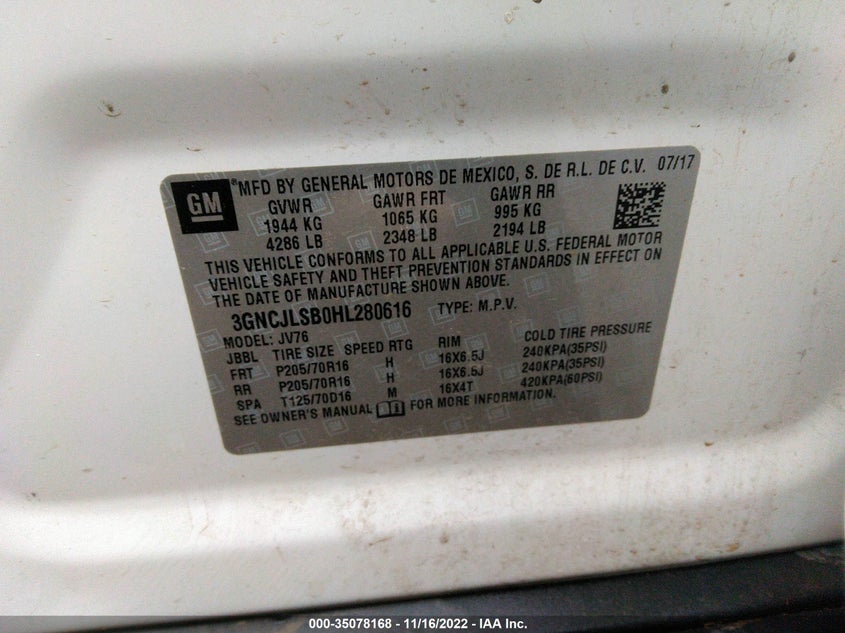 GM ®MFD BY GENERAL MOTORS DE MEXICO, S. DE R.L. DE C.V. 07/17
GVWR GAWR FRT GAWR RR
1944 KG 1065 KG 995 KG
4286 LB 2348 LB 2194 LB
THIS VEHICLE CONFORMS TO ALL APPLICABLE U.S. FEDERAL MOTOR
VEHICLE SAFETY AND THEFT PREVENTION STANDARDS IN EFFECT ON
THE DATE OF MANUFACTURE SHOWN ABOVE.
3GNCJLSB0HL280616 TYPE: M.P.V.
MODEL: JV76
JBBL TIRE SIZE SPEED RTG RIM COLD TIRE PRESSURE
FRT P205/70R16 H 16X6.5J 240KPA(35PSI)
RR P205/70R16 H 16X6.5J 240KPA(35PSI)
SPA T125/70D16 M 16X4T 420KPA(60PSI)
SEE OWNER'S MANUAL FOR MORE INFORMATION.
000-35078168 - 11/16/2022 - IAA Inc.